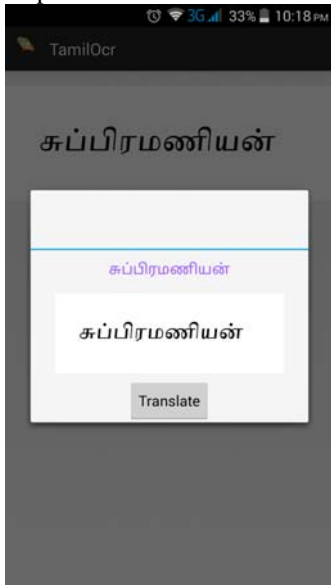 3G 33% 10:18 PM
TamilOcr
சுப்பிரமணியன்
சுப்பிரமணியன்
சுப்பிரமணியன்
Translate